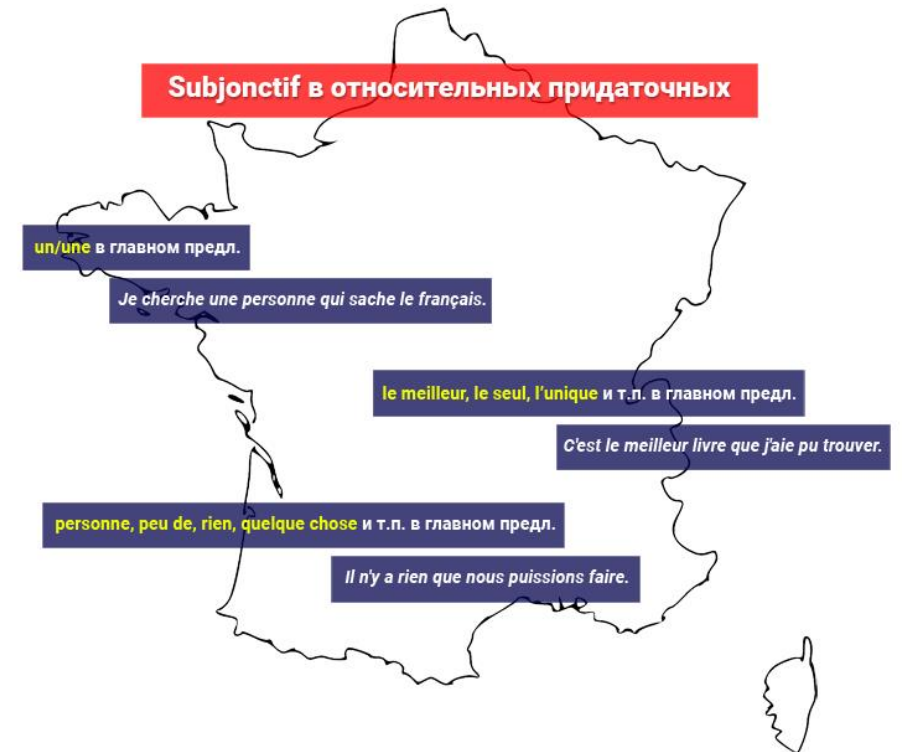 Subjonctif в относительных придаточных
un/une в главном предл.
Je cherche une personne qui sache le français.
le meilleur, le seul, l’unique и т.п. в главном предл.
C'est le meilleur livre que j'aie pu trouver.
personne, peu de, rien, quelque chose и т.п. в главном предл.
Il n'y a rien que nous puissions faire.